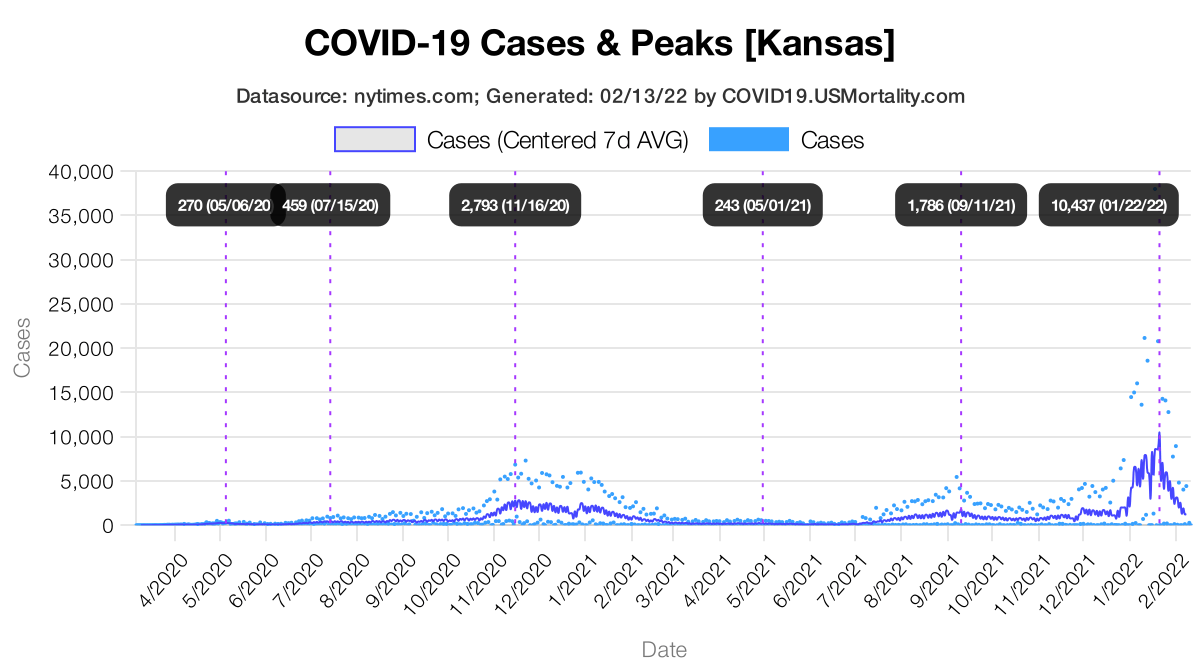 COVID-19 Cases & Peaks [Kansas]
Datasource: nytimes.com; Generated: 02/13/22 by COVID19.USMortality.com
Cases (Centered 7d AVG) Cases
40,000
270 (05/06/20 459 (07/15/20) 2,793 (11/16/20) 243 (05/01/21) 1,786 (09/11/21) 10,437 (01/22/22)
35,000
30,000
25,000
20,000
15,000
10,000
5,000
0
Cases
4/2020 5/2020 6/2020 7/2020 8/2020 9/2020 10/2020 11/2020 12/2020 1/2021 2/2021 3/2021 4/2021 5/2021 6/2021 7/2021 8/2021 9/2021 10/2021 11/2021 12/2021 1/2022 2/2022
Date